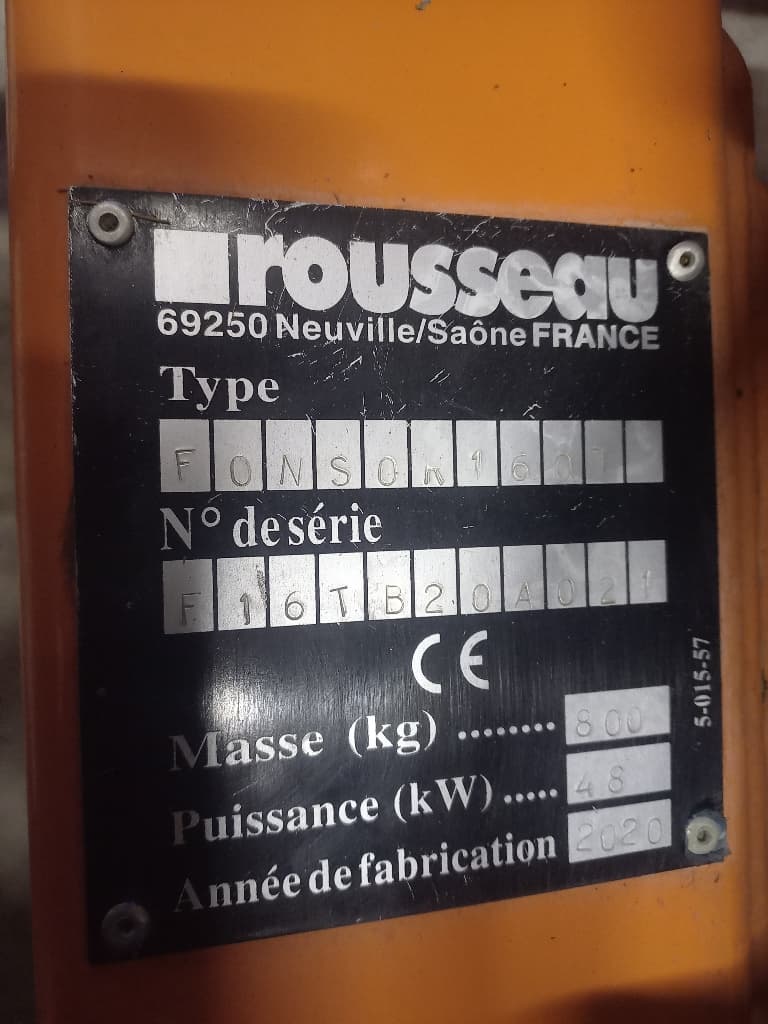 rousseau
69250 Neuville/Saône FRANCE
Type
N° de série
F16TB20A021
CE
Masse (kg) ........ 800
Puissance (kW) ..... 48
Année de fabrication 2020
5-015-57